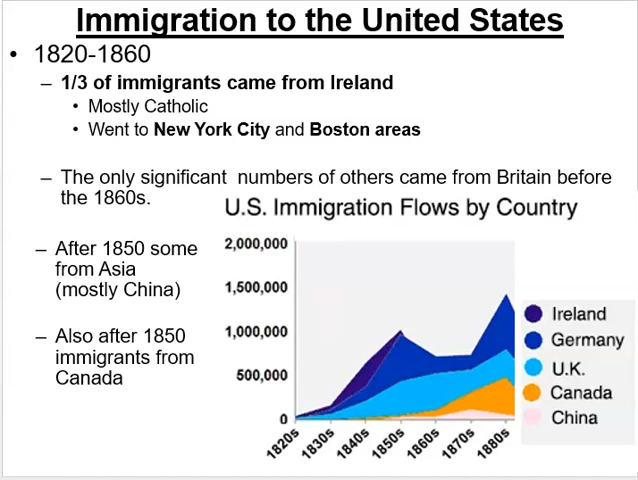 Immigration to the United States
• 1820-1860
– 1/3 of immigrants came from Ireland
• Mostly Catholic
• Went to New York City and Boston areas
– The only significant numbers of others came from Britain before
the 1860s.
– After 1850 some
from Asia
(mostly China)
– Also after 1850
immigrants from
Canada
U.S. Immigration Flows by Country
2,000,000
1,500,000
1,000,000
500,000
0
1820s 1830s 1840s 1850s 1860s 1870s 1880s
Ireland
Germany
U.K.
Canada
China